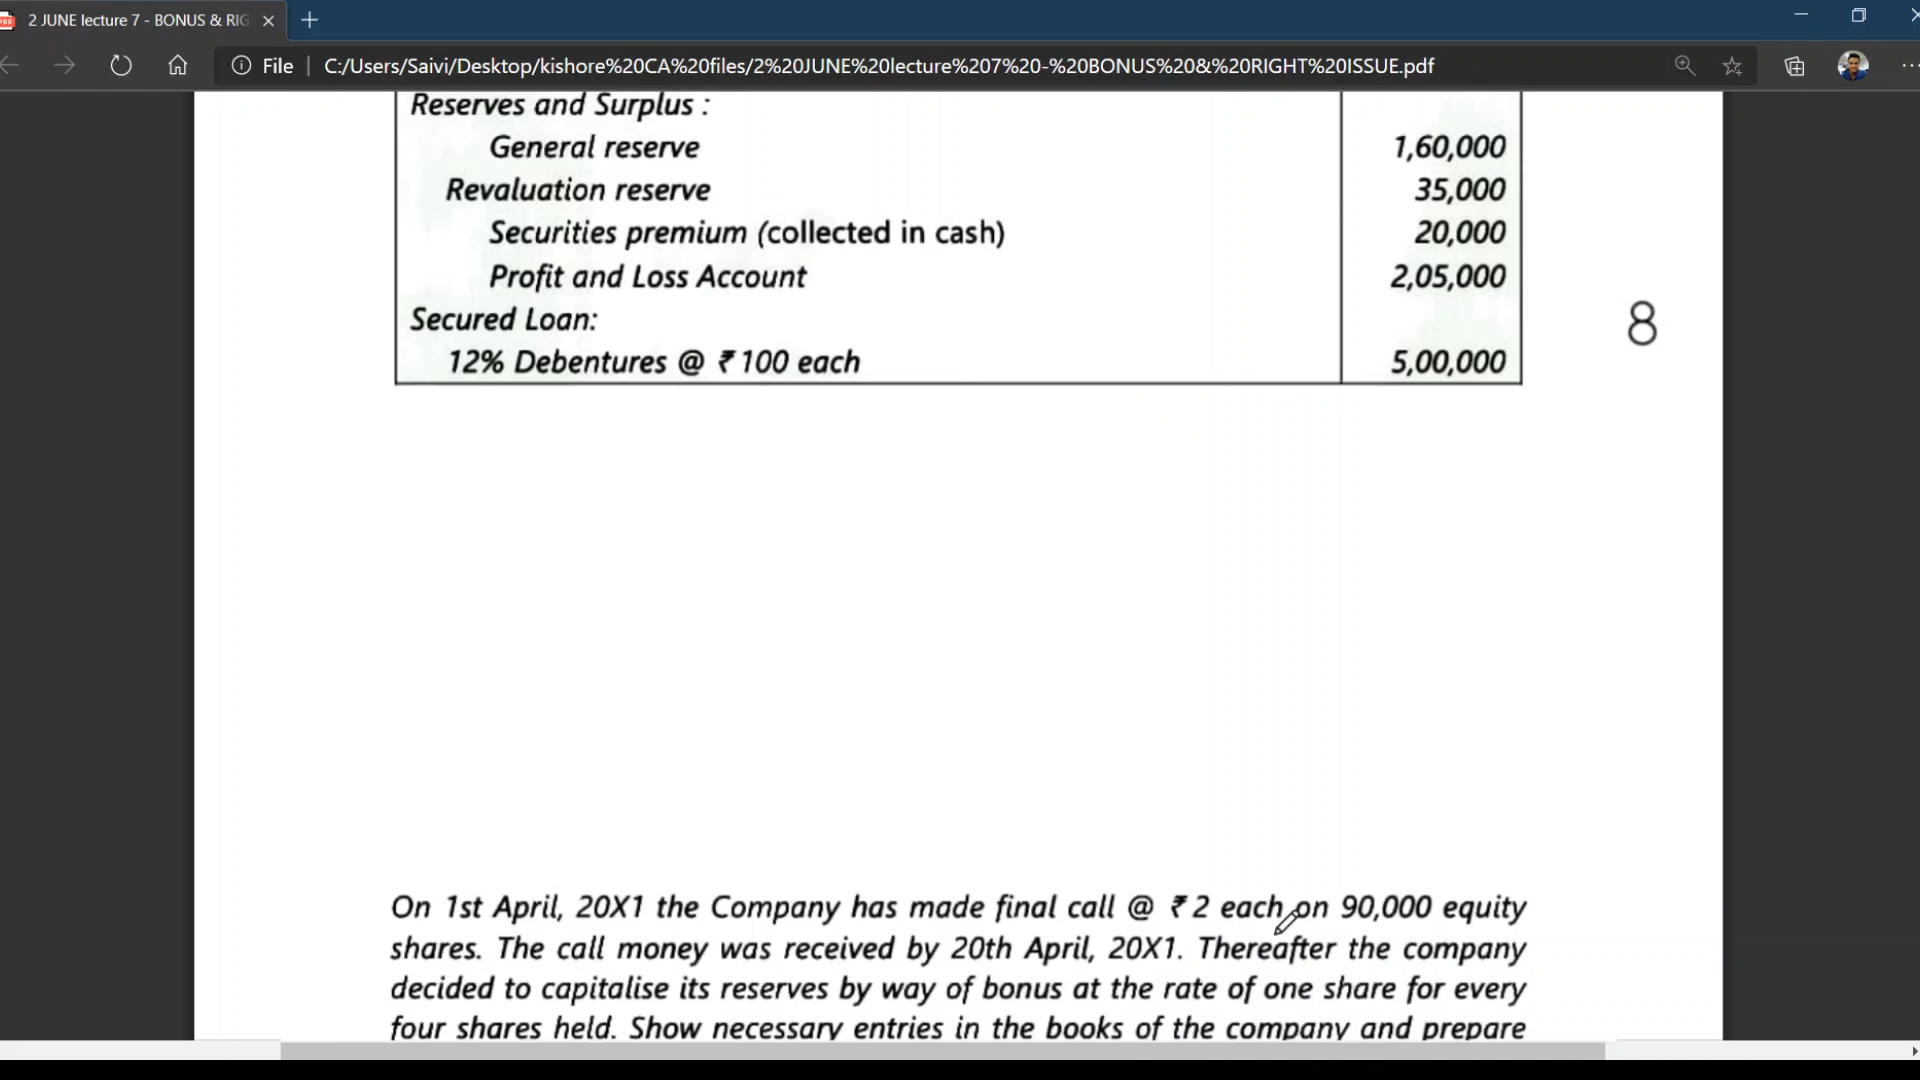 2 JUNE lecture 7 - BONUS & RIG
File | C:/Users/Saivi/Desktop/kishore%20CA%20files/2%20JUNE%20lecture%207%20-%20BONUS%20&%20RIGHT%20ISSUE.pdf
Reserves and Surplus :
General reserve 1,60,000
Revaluation reserve 35,000
Securities premium (collected in cash) 20,000
Profit and Loss Account 2,05,000
Secured Loan:
8
12% Debentures @ ₹ 100 each 5,00,000
On 1st April, 20X1 the Company has made final call @ ₹ 2 each on 90,000 equity
shares. The call money was received by 20th April, 20X1. Thereafter the company
decided to capitalise its reserves by way of bonus at the rate of one share for every
four shares held. Show necessary entries in the books of the company and prepare